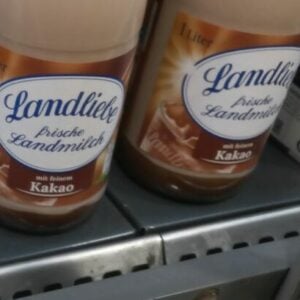 Landliebe
frische
Landmilch
mit feinem
Kakao
1 Liter
Landliebe
frische
Landmilch
mit feinem
Kakao